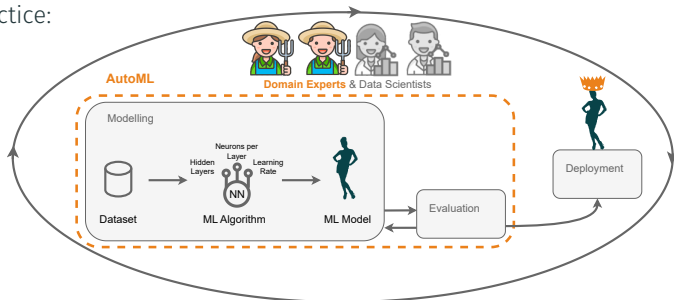 ctice:
AutoML
Domain Experts & Data Scientists
Modelling
Neurons per
Layer
Hidden
Layers
Learning
Rate
NN
Dataset
ML Algorithm
ML Model
Evaluation
Deployment